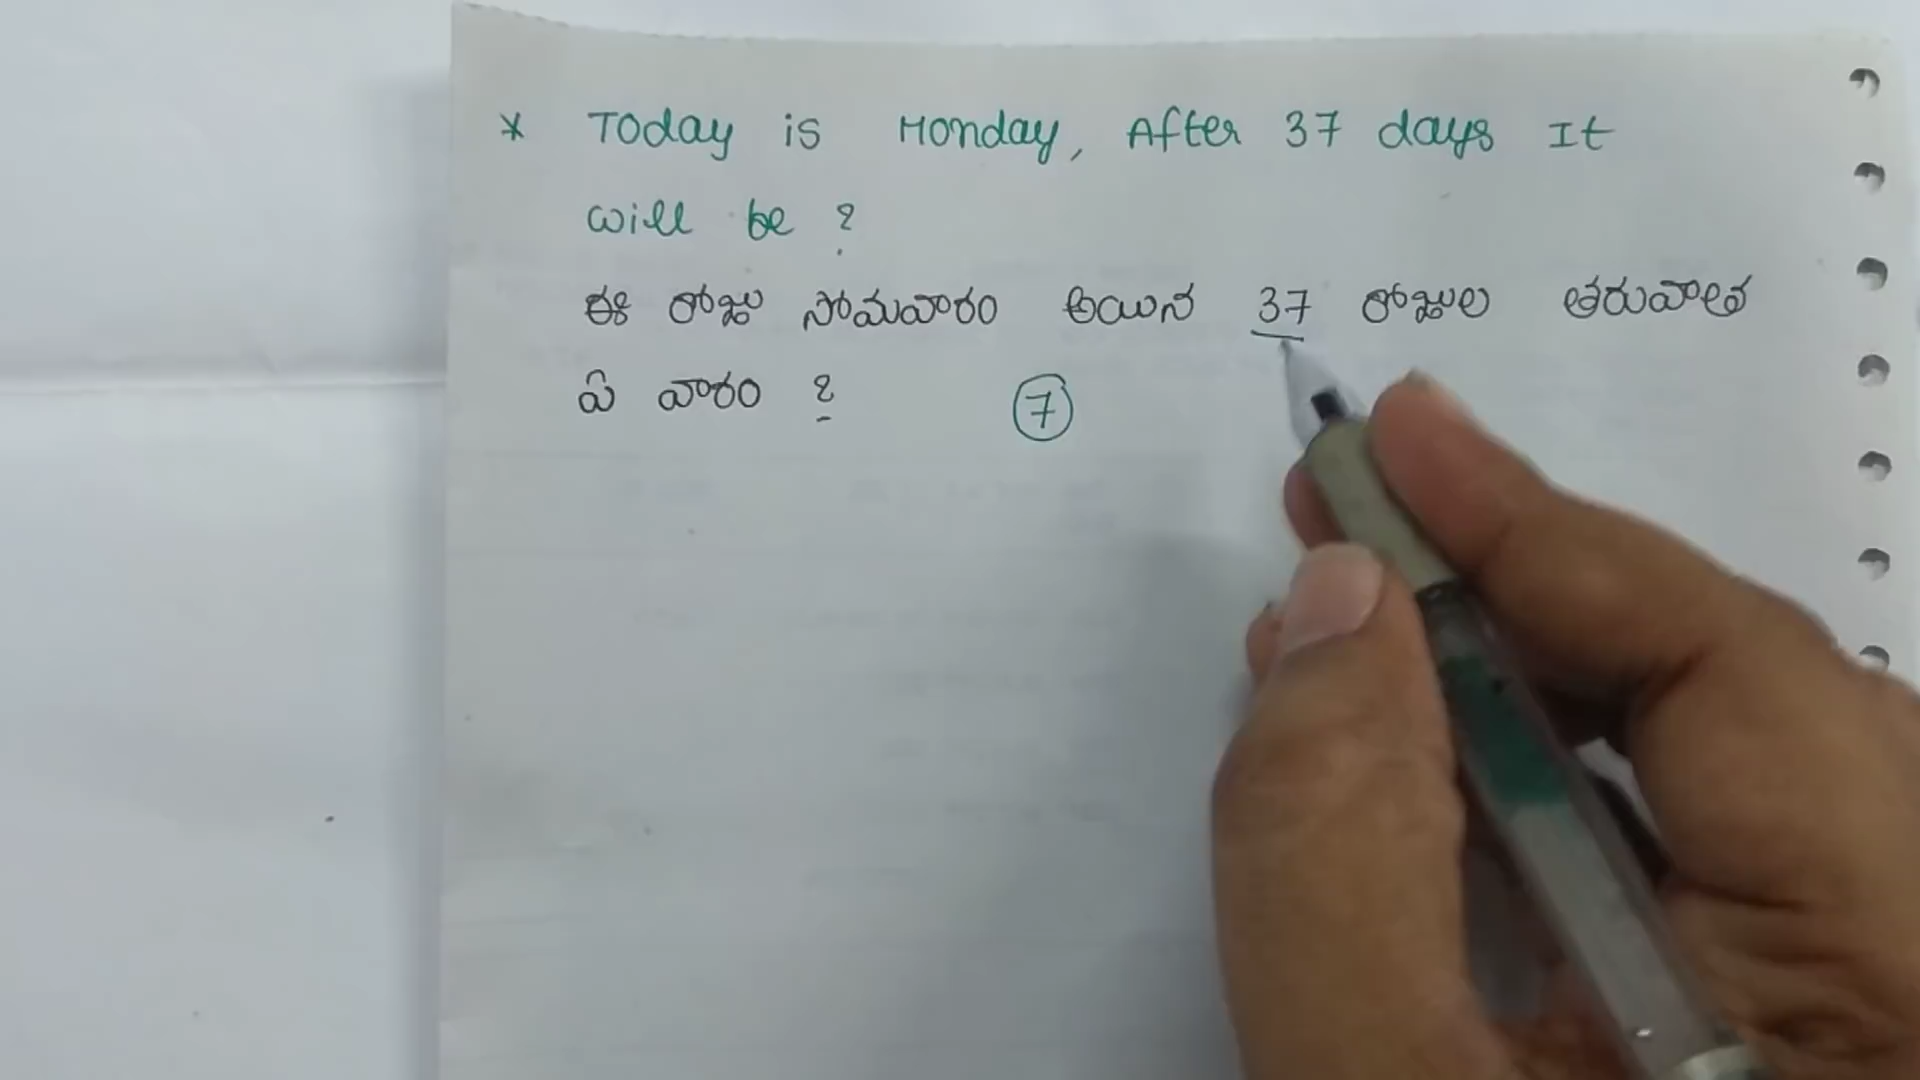 * Today is Monday, After 37 days It
will be ?
ఈ రోజు సోమవారం అయిన 37 రోజుల తరువాత
ఏ వారం ?
7